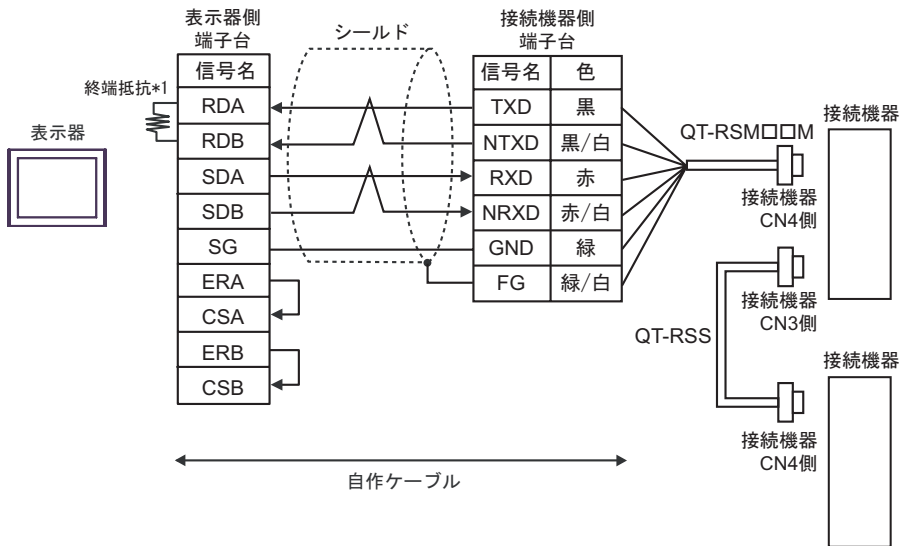 表示器側
端子台
シールド
接続機器側
端子台
終端抵抗*1
信号名
信号名 色
RDA
TXD 黒
RDB
NTXD 黒/白
SDA
RXD 赤
SDB
NRXD 赤/白
SG
GND 緑
ERA
FG 緑/白
CSA
ERB
CSB
表示器
QT-RSM□□M
接続機器
接続機器
CN4側
接続機器
CN3側
QT-RSS
接続機器
接続機器
CN4側
自作ケーブル